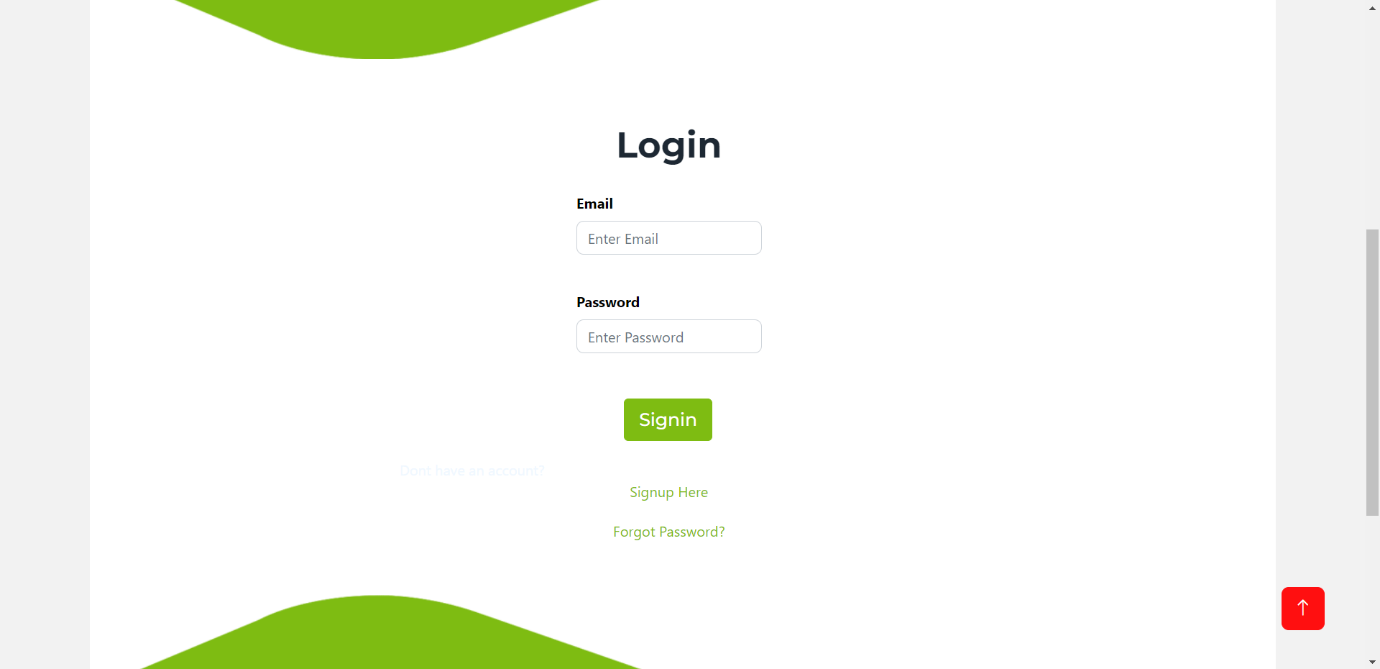 Login
Email
Enter Email
Password
Enter Password
Signin
Dont have an account?
Signup Here
Forgot Password?